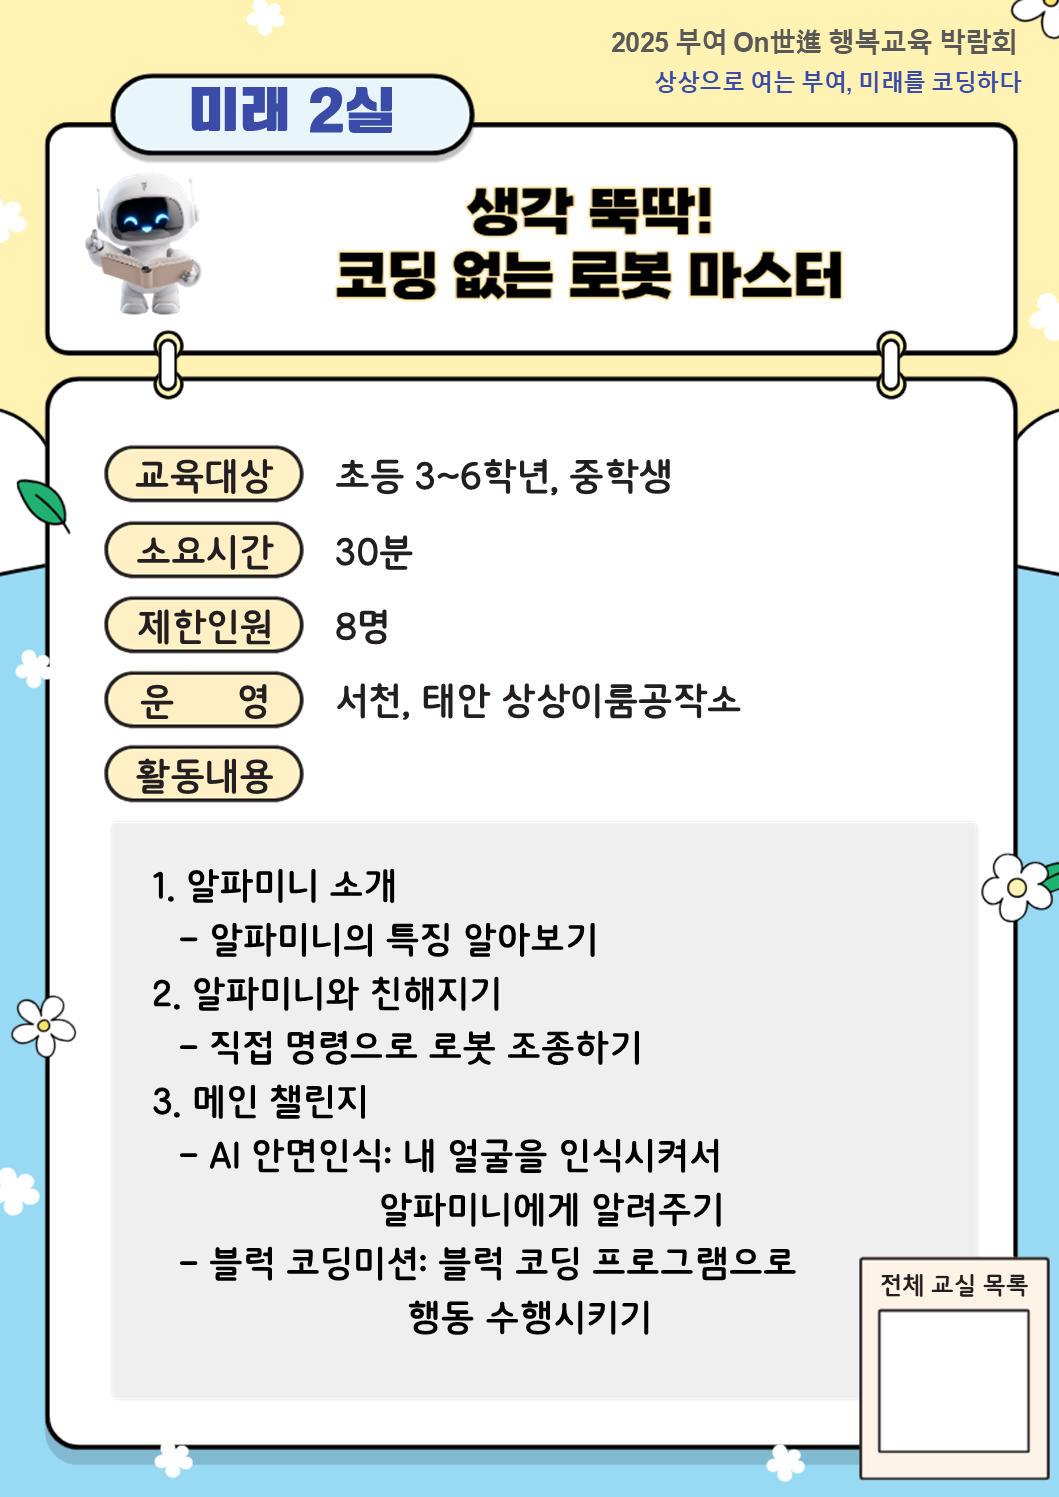 2025 부여 On世進 행복교육 박람회
상상으로 여는 부여, 미래를 코딩하다
미래 2실
생각 뚝딱!
코딩 없는 로봇 마스터
교육대상 초등 3~6학년, 중학생
소요시간 30분
제한인원 8명
운 영 서천, 태안 상상이룸공작소
활동내용
1. 알파미니 소개
- 알파미니의 특징 알아보기
2. 알파미니와 친해지기
- 직접 명령으로 로봇 조종하기
3. 메인 챌린지
- AI 안면인식: 내 얼굴을 인식시켜서
알파미니에게 알려주기
- 블럭 코딩미션: 블럭 코딩 프로그램으로
행동 수행시키기
전체 교실 목록